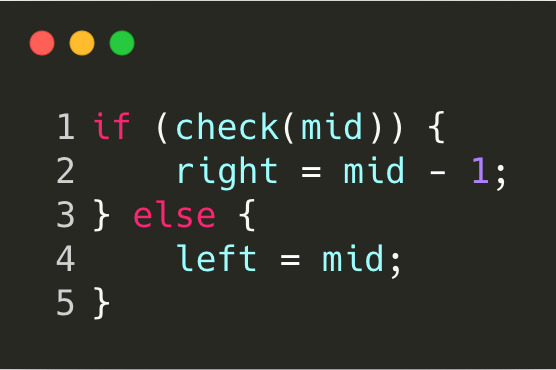 1 if (check(mid)) {
2     right = mid - 1;
3 } else {
4     left = mid;
5 }